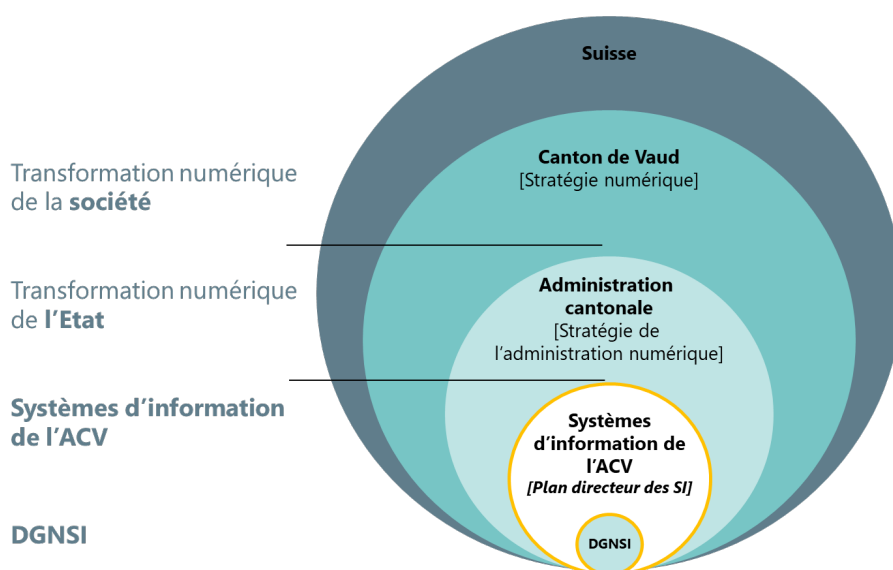 Suisse
Canton de Vaud
[Stratégie numérique]
Transformation numérique
de la société
Administration
cantonale
[Stratégie de
l’administration numérique]
Transformation numérique
de l’Etat
Systèmes d’information
de l’ACV
Systèmes
d’information de
l’ACV
[Plan directeur des SI]
DGNSI
DGNSI